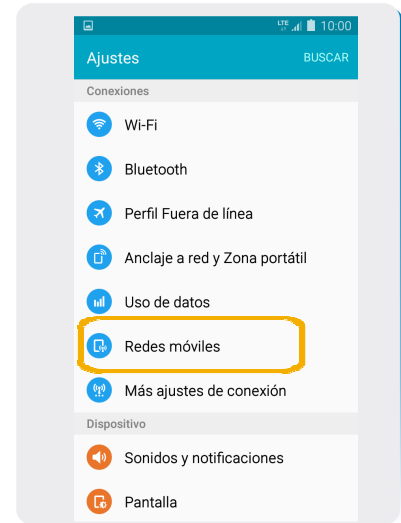 LTE 10:00
Ajustes BUSCAR
Conexiones
Wi-Fi
Bluetooth
Perfil Fuera de línea
Anclaje a red y Zona portátil
Uso de datos
Redes móviles
Más ajustes de conexión
Dispositivo
Sonidos y notificaciones
Pantalla